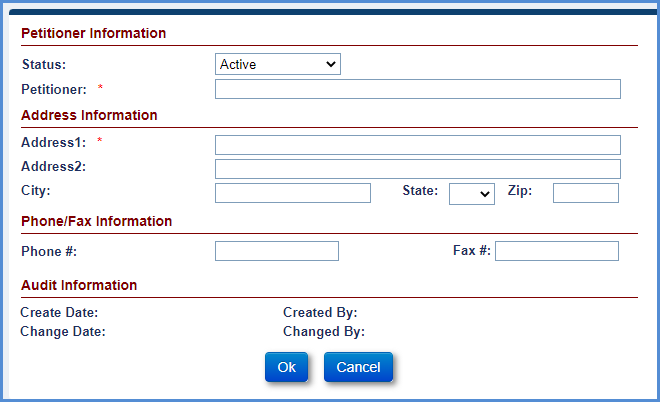 Petitioner Information
Status: Active
Petitioner: *
Address Information
Address1: *
Address2:
City: State: Zip:
Phone/Fax Information
Phone #: Fax #:
Audit Information
Create Date: Created By:
Change Date: Changed By:
Ok Cancel